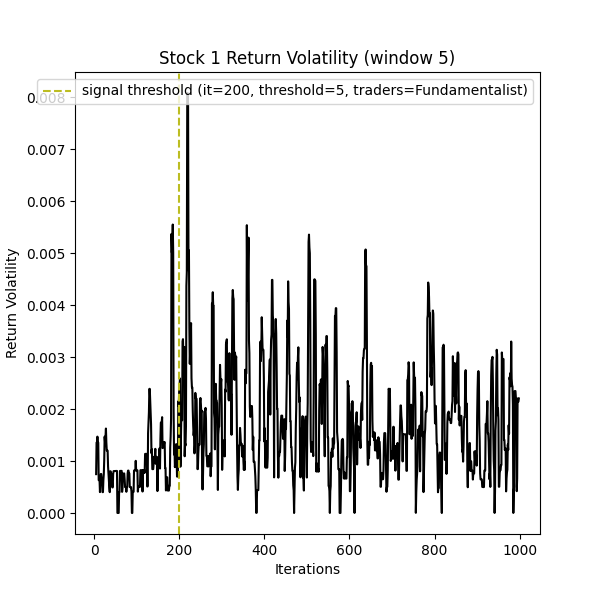 Stock 1 Return Volatility (window 5)
signal threshold (it=200, threshold=5, traders=Fundamentalist)
0.008
0.007
0.006
0.005
0.004
0.003
0.002
0.001
0.000
Return Volatility
0 200 400 600 800 1000
Iterations